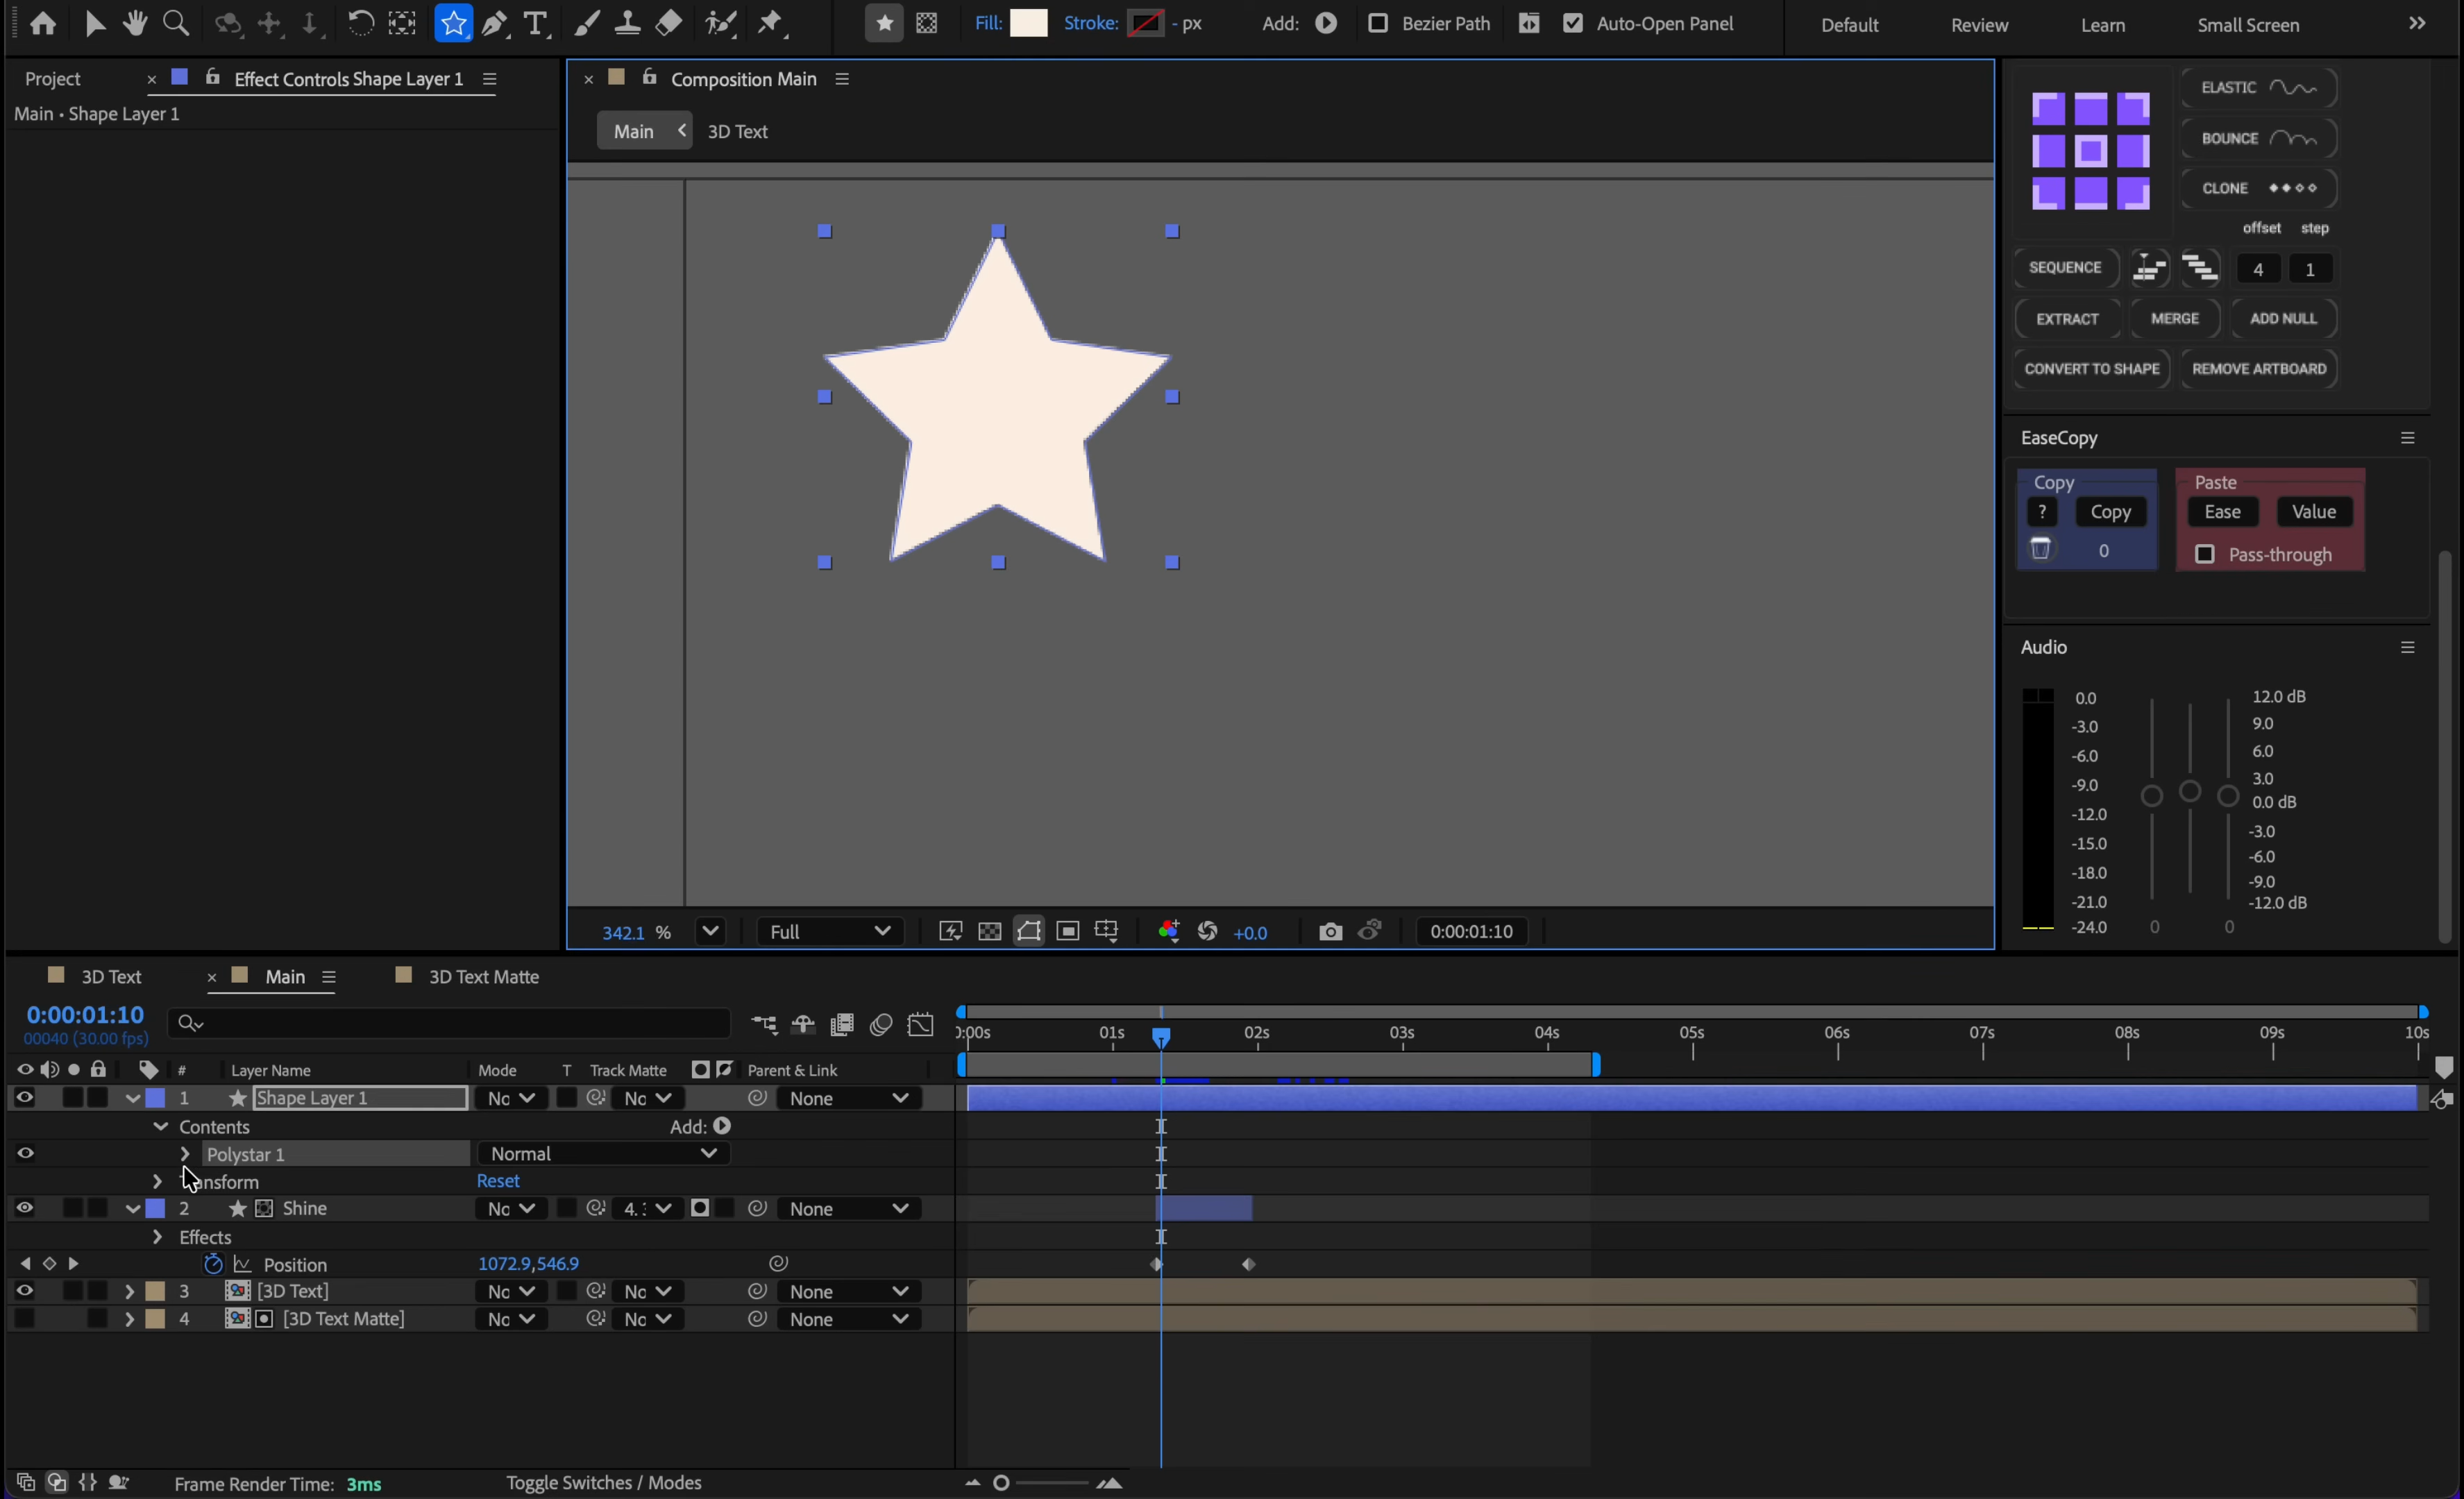 Fill: Stroke: - px Add: Bezier Path Auto-Open Panel Default Review Learn Small Screen
Project Effect Controls Shape Layer 1
Main • Shape Layer 1
Composition Main
Main 3D Text
342.1 % Full +0.0 0:00:01:10
ELASTIC
BOUNCE
CLONE
offset step
SEQUENCE 4 1
EXTRACT MERGE ADD NULL
CONVERT TO SHAPE REMOVE ARTBOARD
EaseCopy
Copy Paste
? Copy Ease Value
0 Pass-through
Audio
0.0 12.0 dB
-3.0 9.0
-6.0 6.0
-9.0 3.0
0.0 dB
-12.0
-15.0 -3.0
-18.0 -6.0
-21.0 -9.0
-24.0 0 0 -12.0 dB
3D Text Main 3D Text Matte
0:00:01:10
00040 (30.00 fps)
0:00s 01s 02s 03s 04s 05s 06s 07s 08s 09s 10s
# Layer Name Mode T Track Matte Parent & Link
1 Shape Layer 1 Nc Nc None
Contents Add:
Polystar 1 Normal
Reset
2 Shine Nc 4. None
Effects
Position 1072.9,546.9
3 [3D Text] Nc Nc None
4 [3D Text Matte] Nc Nc None
Frame Render Time: 3ms Toggle Switches / Modes